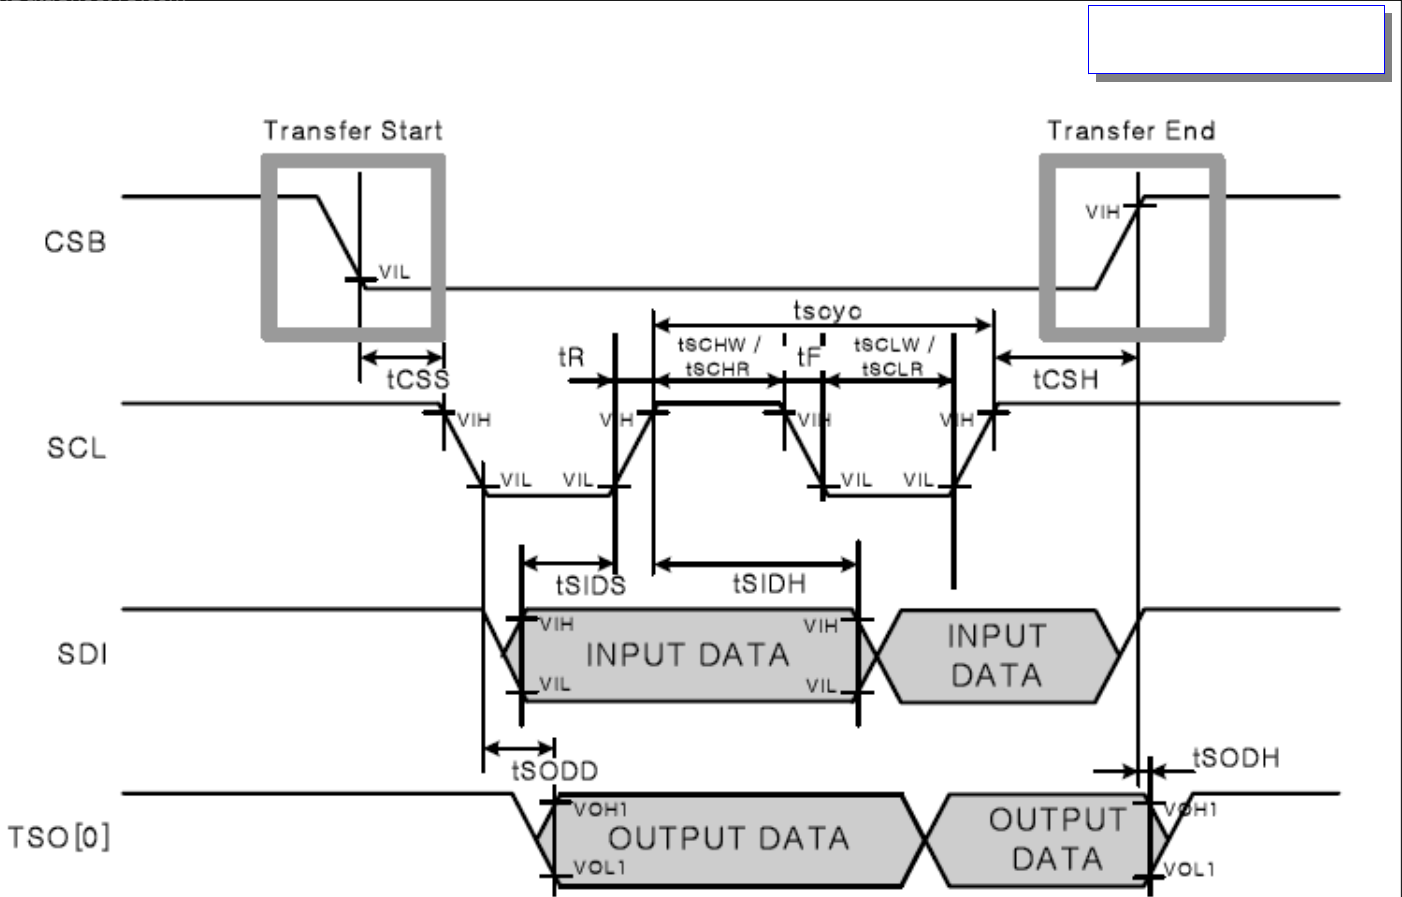 Transfer Start
Transfer End
CSB
VIL
VIH
tscyc
tR
tSCHW /
tSCHR
tF
tSCLW /
tSCLR
tCSS
tCSH
SCL
VIH
VIH
VIH
VIH
VIL
VIL
VIL
VIL
tSIDS
tSIDH
SDI
VIH
VIL
INPUT DATA
VIH
VIL
INPUT
DATA
tSODD
tSODH
TSO[0]
VOH1
VOL1
OUTPUT DATA
OUTPUT
DATA
VOH1
VOL1